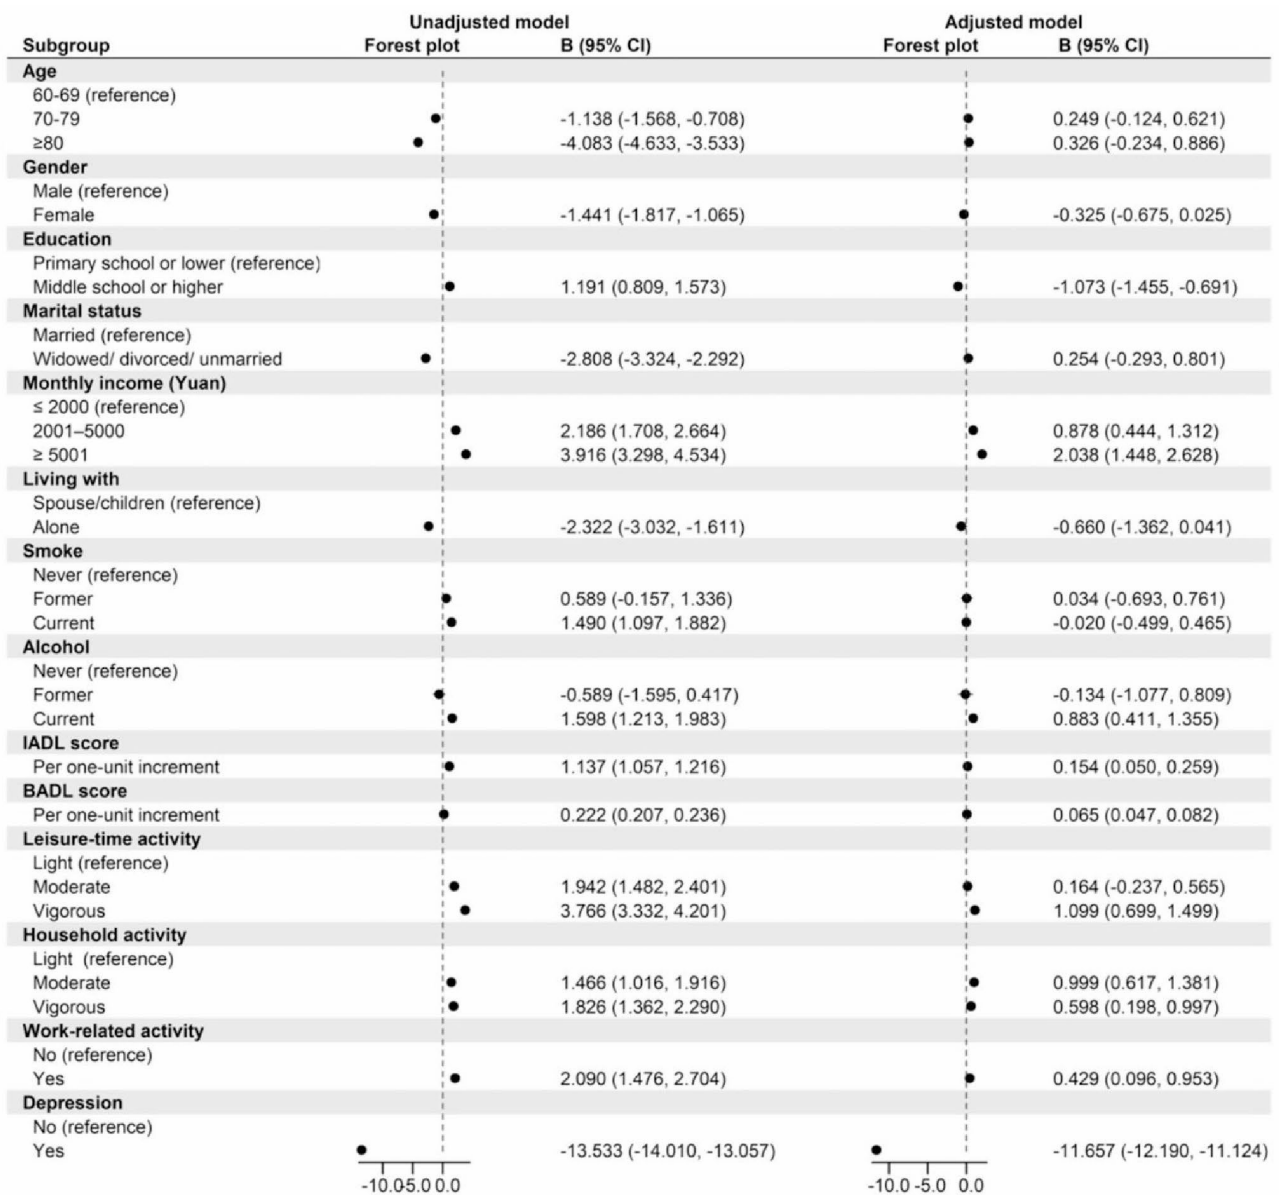 Unadjusted model Adjusted model
Subgroup Forest plot B (95% CI) Forest plot B (95% CI)
Age
60-69 (reference)
70-79 -1.138 (-1.568, -0.708) 0.249 (-0.124, 0.621)
≥80 -4.083 (-4.633, -3.533) 0.326 (-0.234, 0.886)
Gender
Male (reference)
Female -1.441 (-1.817, -1.065) -0.325 (-0.675, 0.025)
Education
Primary school or lower (reference)
Middle school or higher 1.191 (0.809, 1.573) -1.073 (-1.455, -0.691)
Marital status
Married (reference)
Widowed/ divorced/ unmarried -2.808 (-3.324, -2.292) 0.254 (-0.293, 0.801)
Monthly income (Yuan)
≤ 2000 (reference)
2001–5000 2.186 (1.708, 2.664) 0.878 (0.444, 1.312)
≥ 5001 3.916 (3.298, 4.534) 2.038 (1.448, 2.628)
Living with
Spouse/children (reference)
Alone -2.322 (-3.032, -1.611) -0.660 (-1.362, 0.041)
Smoke
Never (reference)
Former 0.589 (-0.157, 1.336) 0.034 (-0.693, 0.761)
Current 1.490 (1.097, 1.882) -0.020 (-0.499, 0.465)
Alcohol
Never (reference)
Former -0.589 (-1.595, 0.417) -0.134 (-1.077, 0.809)
Current 1.598 (1.213, 1.983) 0.883 (0.411, 1.355)
IADL score
Per one-unit increment 1.137 (1.057, 1.216) 0.154 (0.050, 0.259)
BADL score
Per one-unit increment 0.222 (0.207, 0.236) 0.065 (0.047, 0.082)
Leisure-time activity
Light (reference)
Moderate 1.942 (1.482, 2.401) 0.164 (-0.237, 0.565)
Vigorous 3.766 (3.332, 4.201) 1.099 (0.699, 1.499)
Household activity
Light (reference)
Moderate 1.466 (1.016, 1.916) 0.999 (0.617, 1.381)
Vigorous 1.826 (1.362, 2.290) 0.598 (0.198, 0.997)
Work-related activity
No (reference)
Yes 2.090 (1.476, 2.704) 0.429 (0.096, 0.953)
Depression
No (reference)
Yes -13.533 (-14.010, -13.057) -11.657 (-12.190, -11.124)
-10.0 -5.0 0.0 -10.0 -5.0 0.0